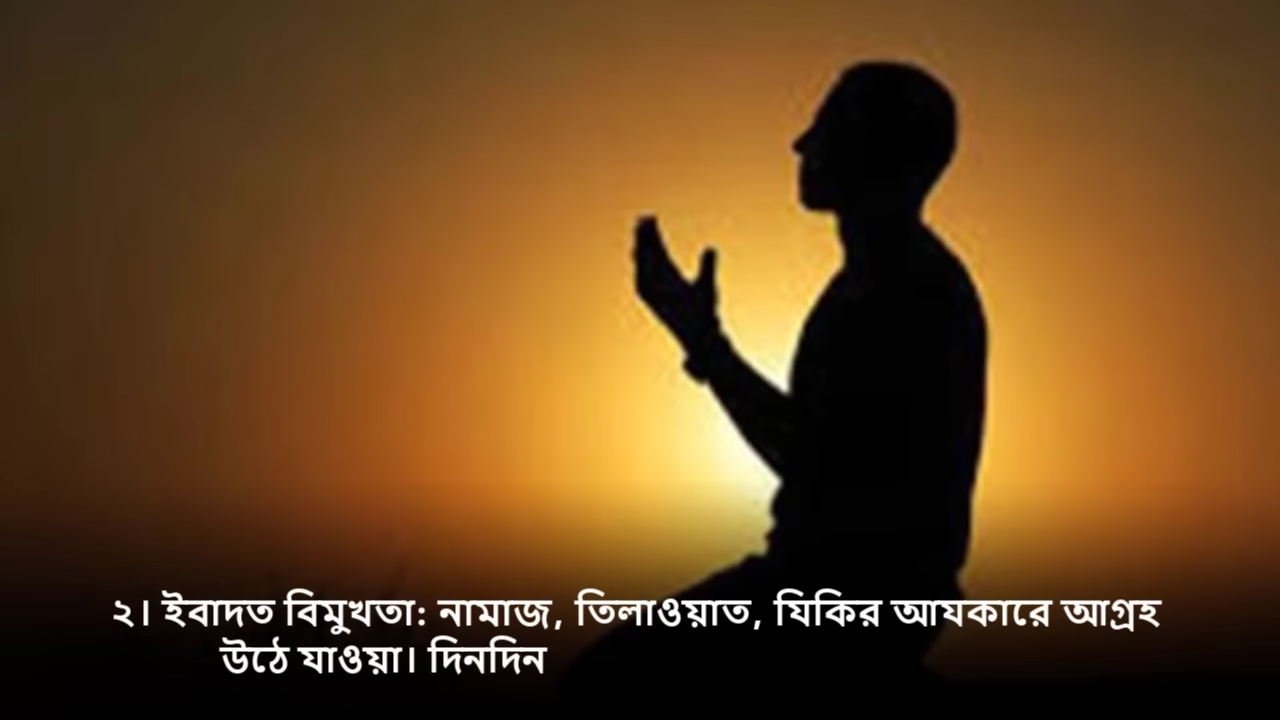 ২। ইবাদত বিমুখতা: নামাজ, তিলাওয়াত, যিকির আযকারে আগ্রহ
উঠে যাওয়া। দিনদিন